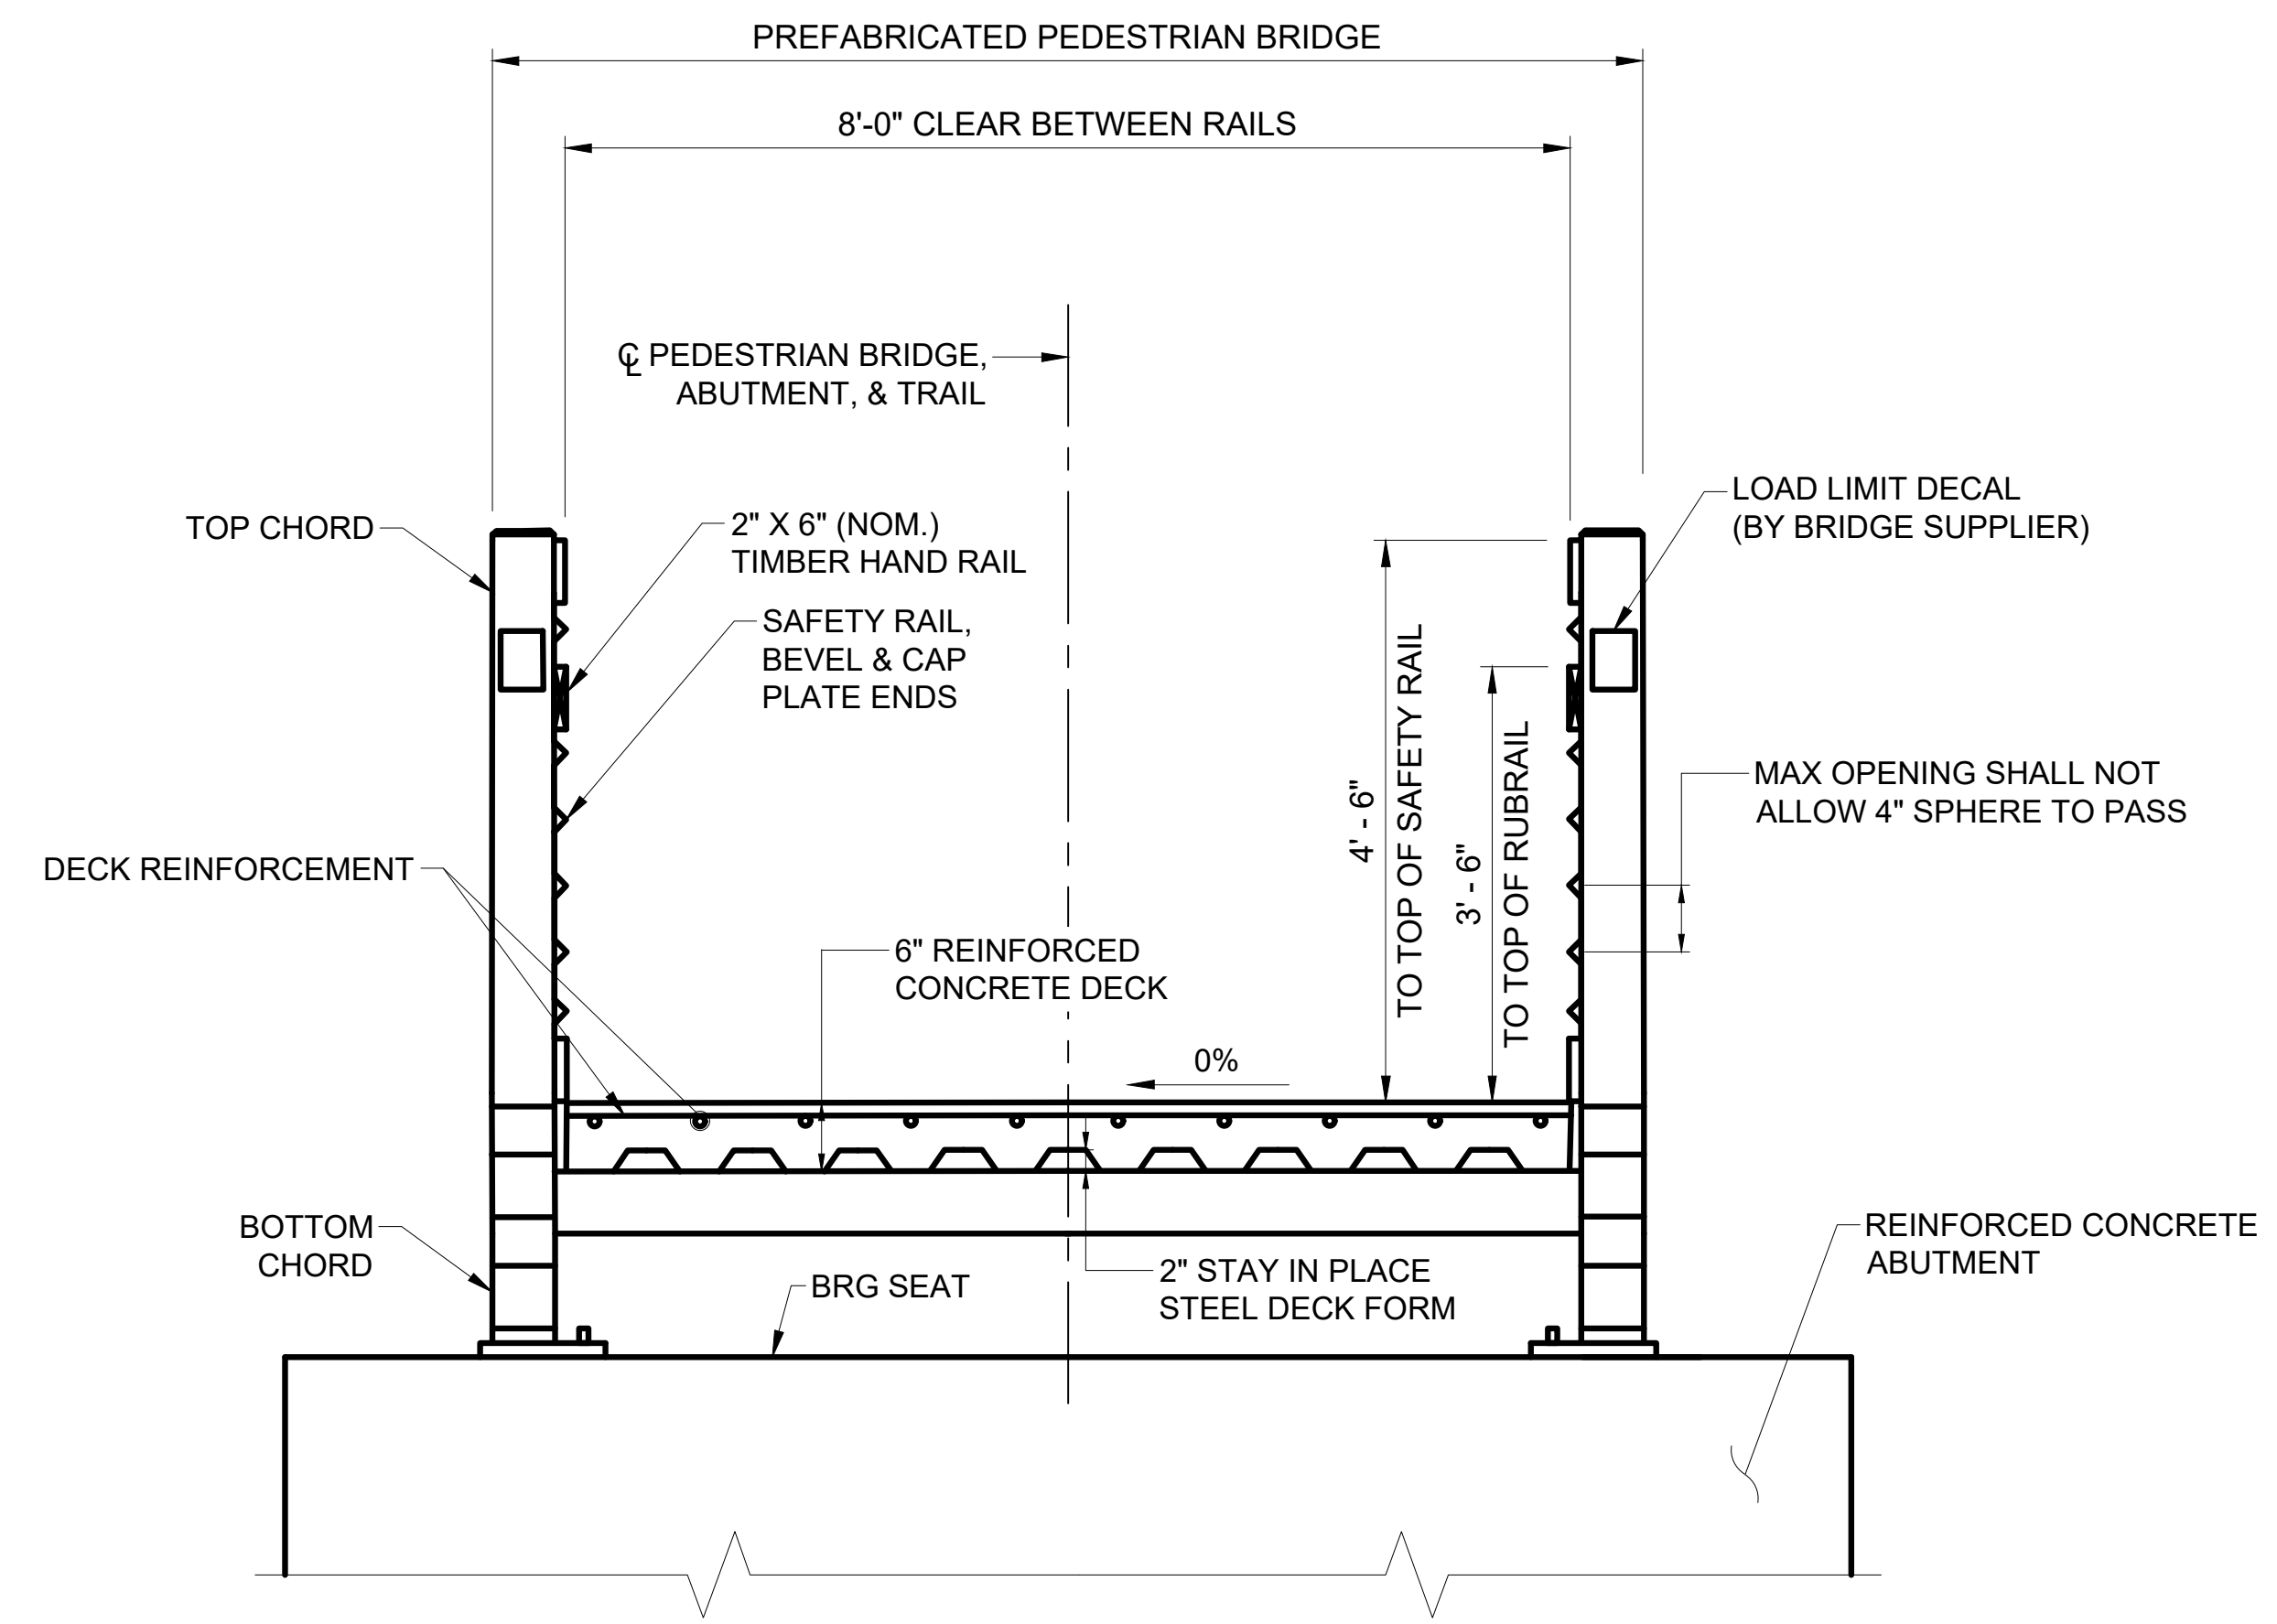 PREFABRICATED PEDESTRIAN BRIDGE
8'-0" CLEAR BETWEEN RAILS
℄ PEDESTRIAN BRIDGE,
ABUTMENT, & TRAIL
TOP CHORD
2" X 6" (NOM.)
TIMBER HAND RAIL
SAFETY RAIL,
BEVEL & CAP
PLATE ENDS
LOAD LIMIT DECAL
(BY BRIDGE SUPPLIER)
4' - 6"
TO TOP OF SAFETY RAIL
3' - 6"
TO TOP OF RUBRAIL
MAX OPENING SHALL NOT
ALLOW 4" SPHERE TO PASS
DECK REINFORCEMENT
6" REINFORCED
CONCRETE DECK
0%
BOTTOM
CHORD
BRG SEAT
2" STAY IN PLACE
STEEL DECK FORM
REINFORCED CONCRETE
ABUTMENT